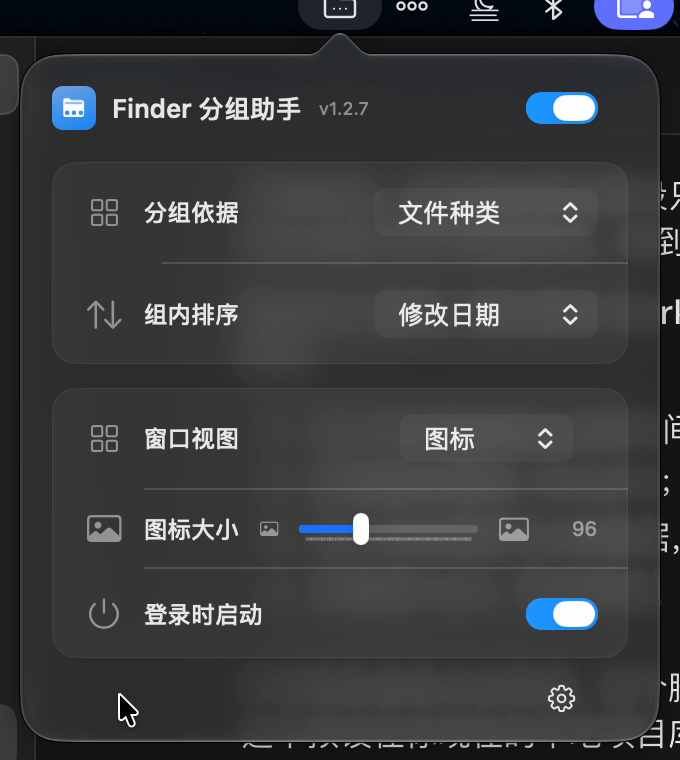 Finder 分组助手 v1.2.7
分组依据 文件种类
组内排序 修改日期
窗口视图 图标
图标大小 96
登录时启动